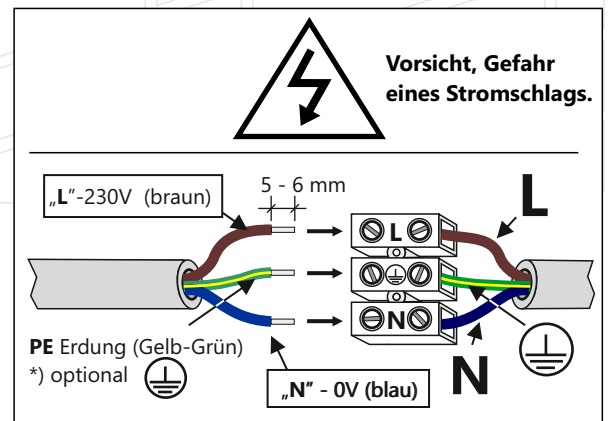 Vorsicht, Gefahr
eines Stromschlags.
„L"-230V (braun)
5 - 6 mm
L
L
N
N
PE Erdung (Gelb-Grün)
*) optional
„N" - 0V (blau)